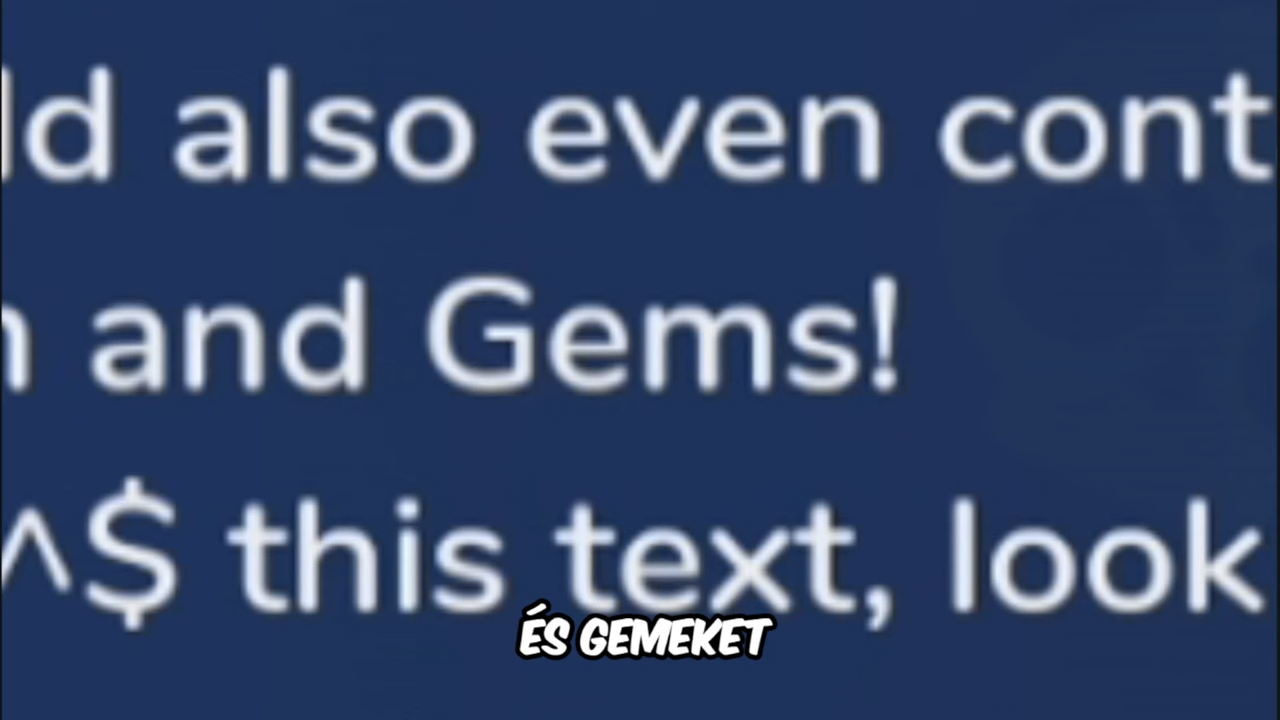 ld also even cont
and Gems!
^$ this text, look
ÉS GEMEKET